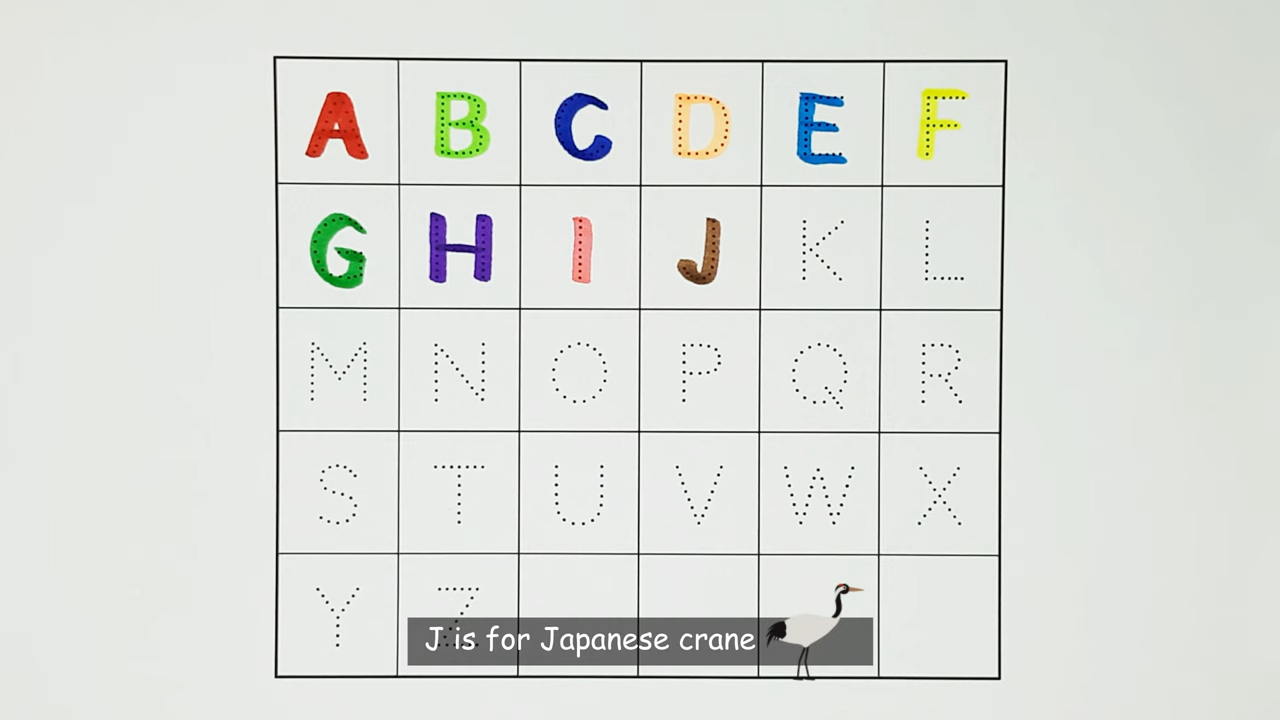 A B C D E F
G H I J K L
M N O P Q R
S T U V W X
Y Z
J is for Japanese crane